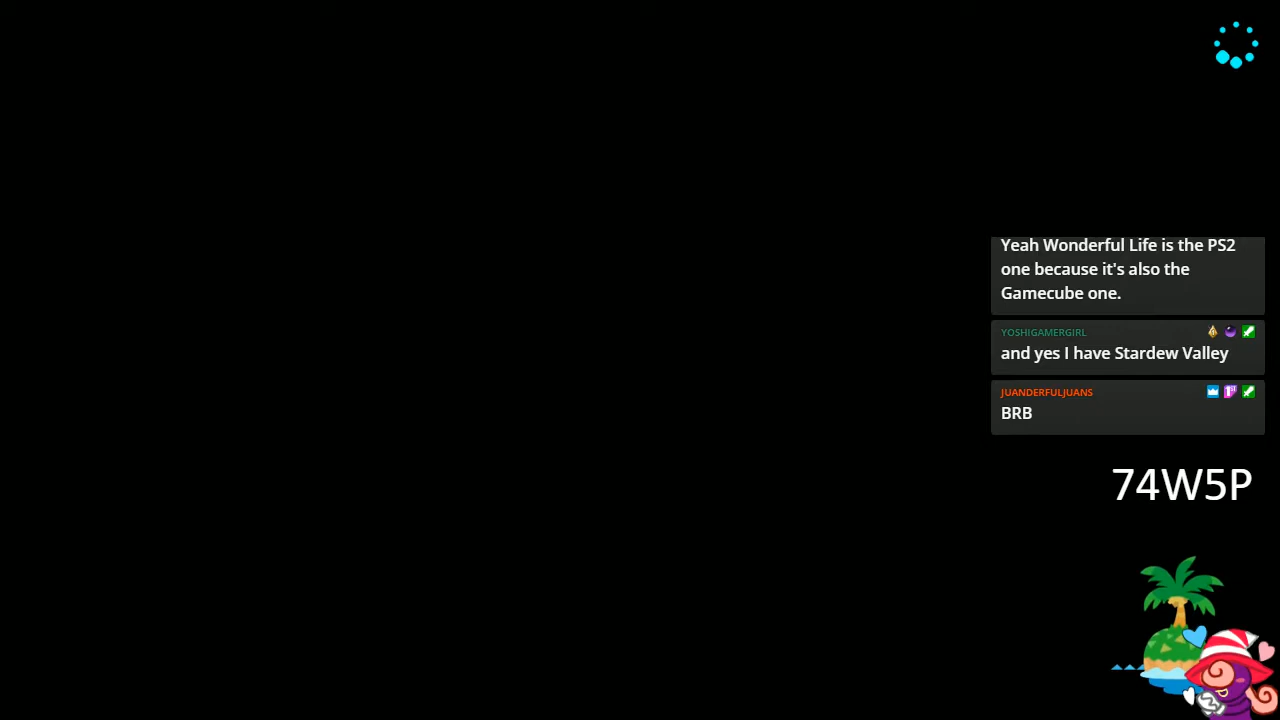 Yeah Wonderful Life is the PS2
one because it's also the
Gamecube one.
YOSHIGAMERGIRL
and yes I have Stardew Valley
JUANDERFULJUANS
BRB
74W5P